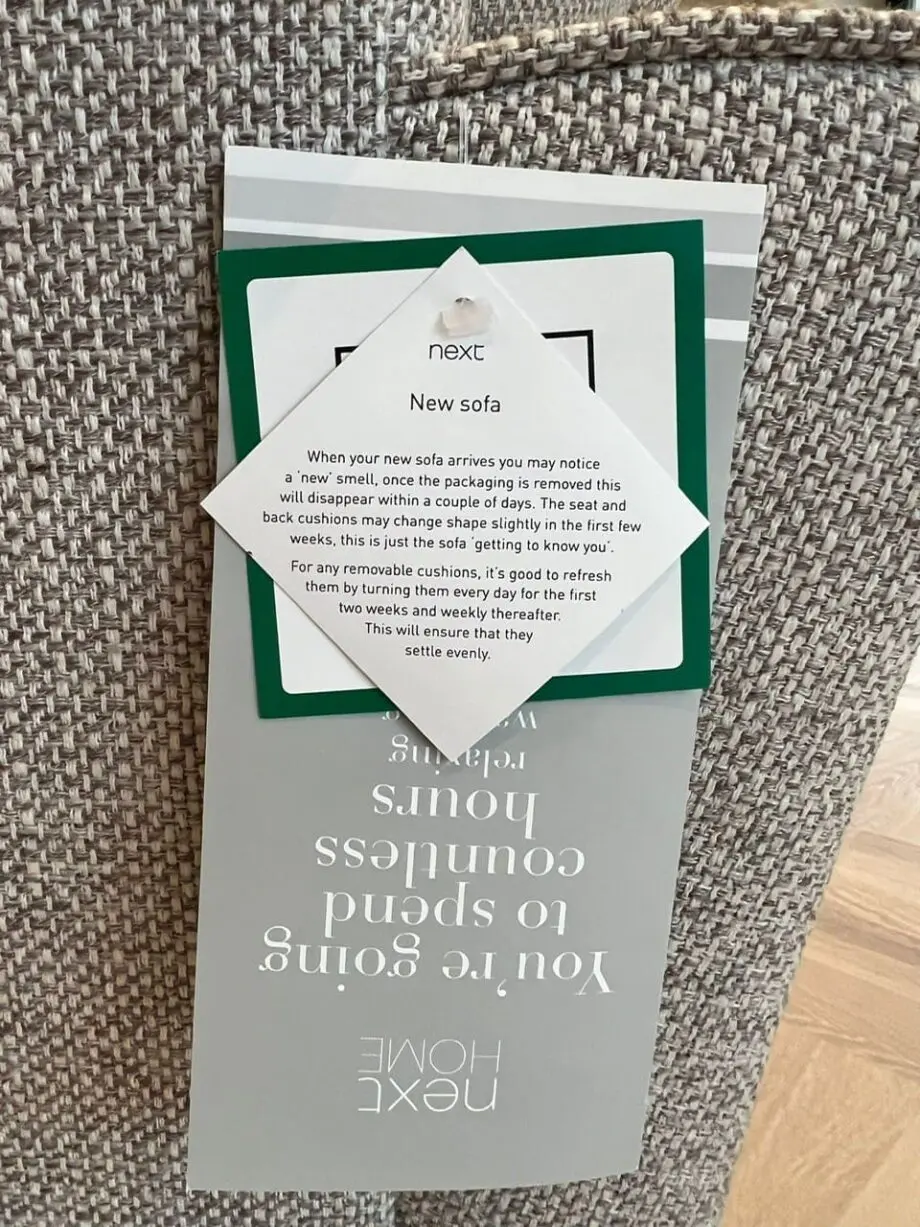 next
New sofa
When your new sofa arrives you may notice
a 'new' smell, once the packaging is removed this
will disappear within a couple of days. The seat and
back cushions may change shape slightly in the first few
weeks, this is just the sofa 'getting to know you'.
For any removable cushions, it's good to refresh
them by turning them every day for the first
two weeks and weekly thereafter.
This will ensure that they
settle evenly.
next
HOME
You're going
to spend
countless
hours
relaxing